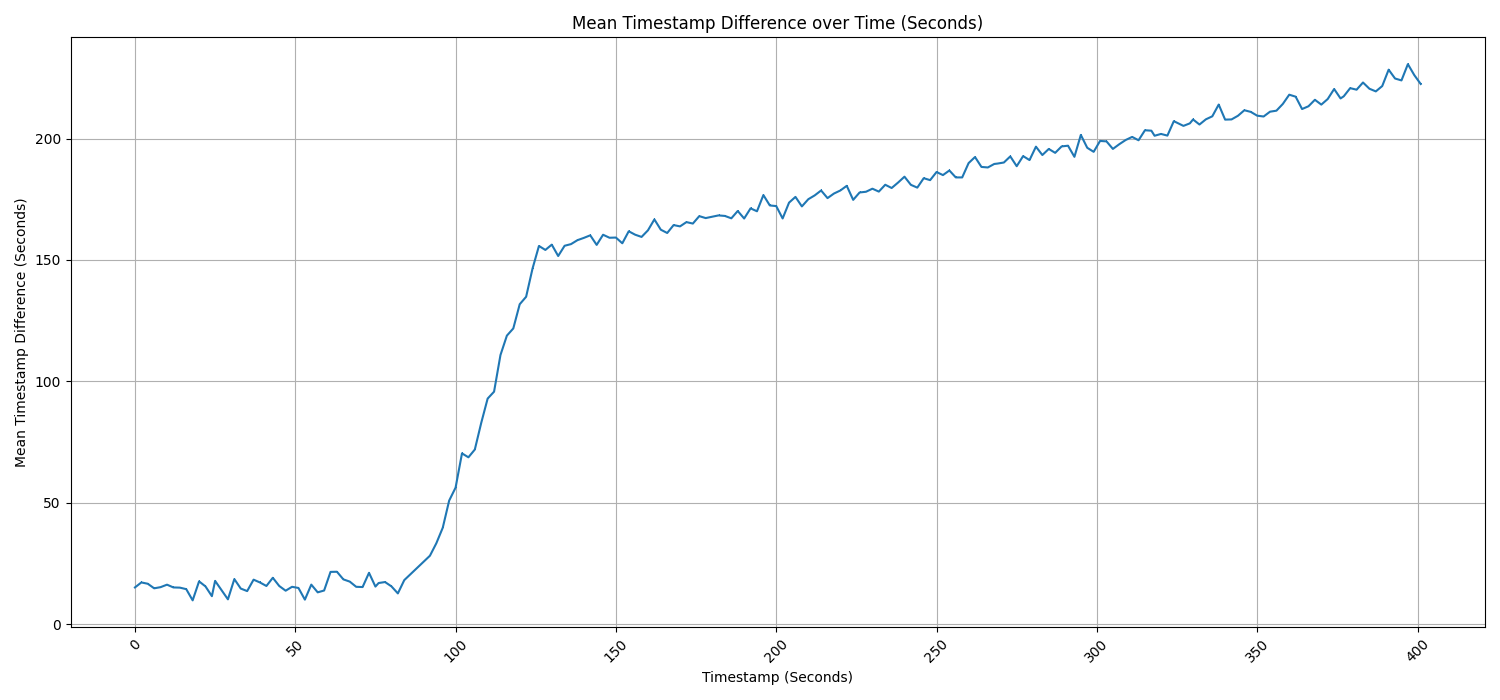 Mean Timestamp Difference over Time (Seconds)
Mean Timestamp Difference (Seconds)
200
150
100
50
0
0 50 100 150 200 250 300 350 400
Timestamp (Seconds)